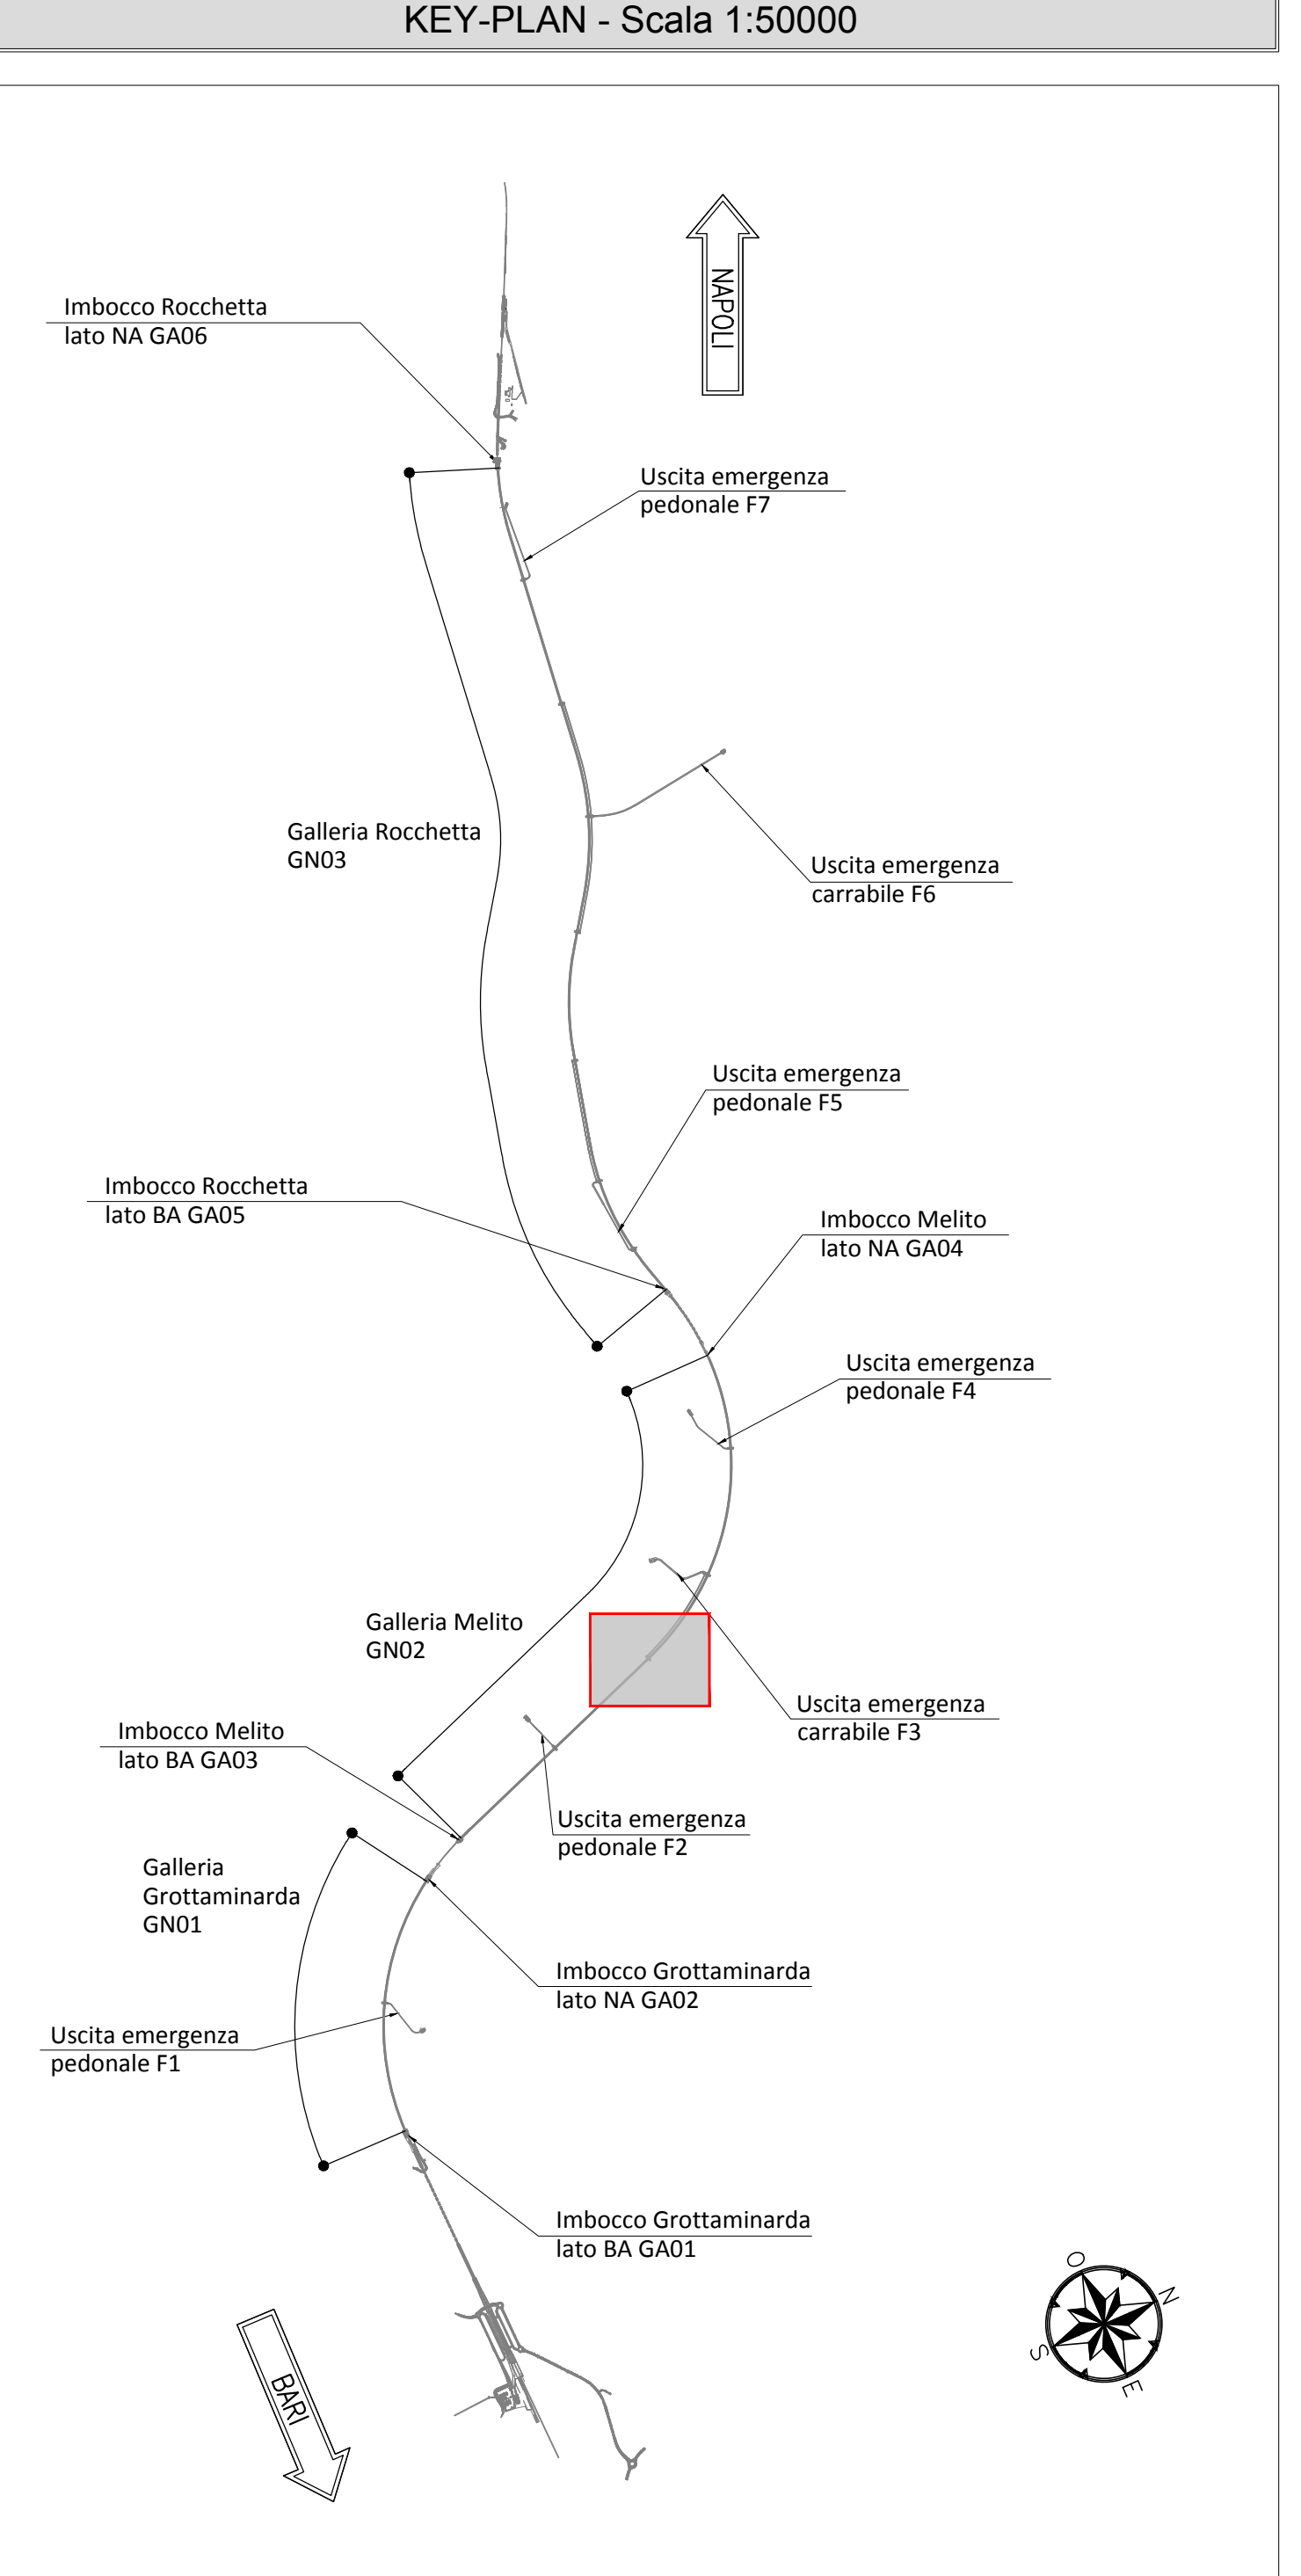 KEY-PLAN - Scala 1:50000
NAPOLI
Imbocco Rocchetta
lato NA GA06
Uscita emergenza
pedonale F7
Galleria Rocchetta
GN03
Uscita emergenza
carrabile F6
Uscita emergenza
pedonale F5
Imbocco Rocchetta
lato BA GA05
Imbocco Melito
lato NA GA04
Uscita emergenza
pedonale F4
Galleria Melito
GN02
Uscita emergenza
carrabile F3
Imbocco Melito
lato BA GA03
Uscita emergenza
pedonale F2
Galleria
Grottaminarda
GN01
Imbocco Grottaminarda
lato NA GA02
Uscita emergenza
pedonale F1
Imbocco Grottaminarda
lato BA GA01
O
N
S
E
BARI